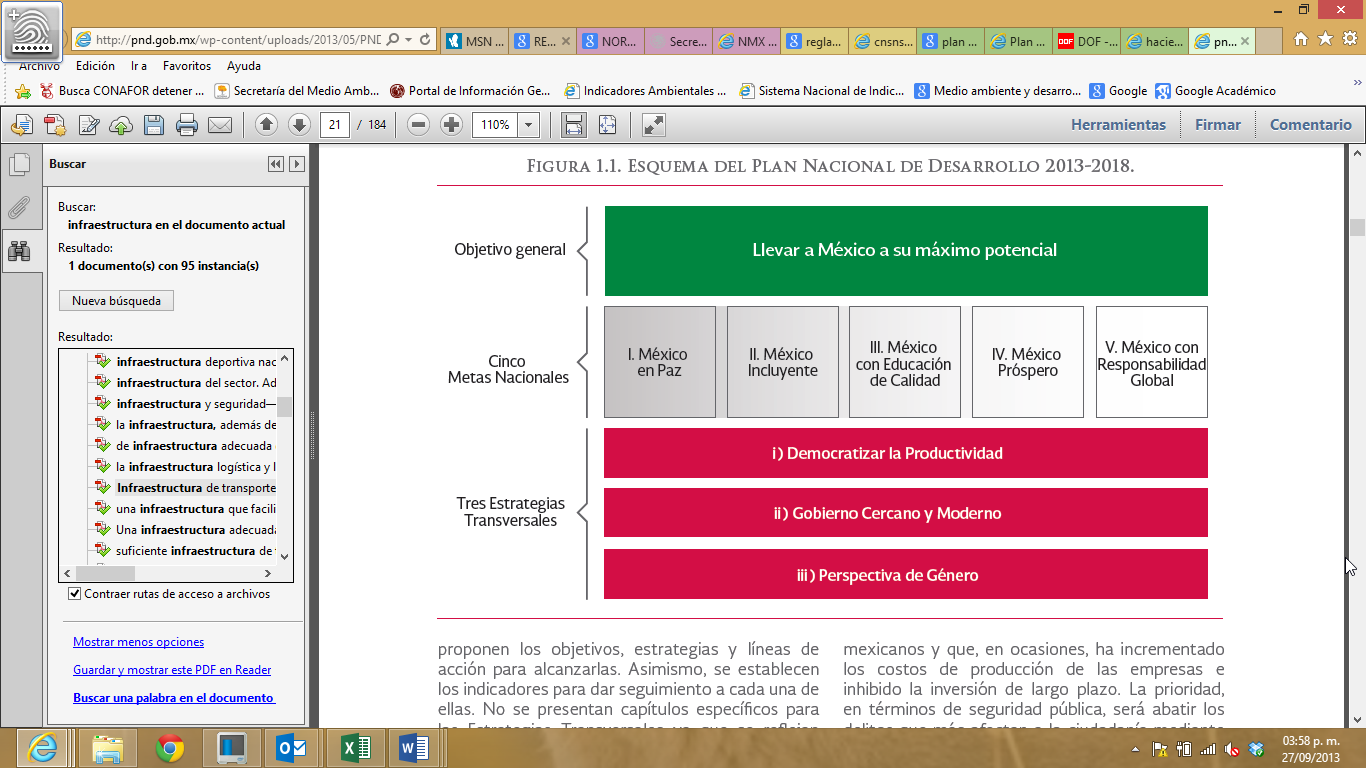 http://pnd.gob.mx/wp-content/uploads/2013/05/PND
MSN ...
RE...
NOR...
Secre...
NMX ...
regla...
cnsns...
plan ...
Plan ...
DOF DOF -...
hacie...
pn...
Archivo Edición Ir a Favoritos Ayuda
Busca CONAFOR detener ...
Secretaría del Medio Amb...
Portal de Información Ge...
Indicadores Ambientales ...
Sistema Nacional de Indic...
Medio ambiente y desarro...
Google
Google Académico
21 / 184
110%
Herramientas Firmar Comentario
Buscar
Buscar:
infraestructura en el documento actual
Resultado:
1 documento(s) con 95 instancia(s)
Nueva búsqueda
Resultado:
infraestructura deportiva nac
infraestructura del sector. Ad
infraestructura y seguridad—
la infraestructura, además de
de infraestructura adecuada
la infraestructura logística y l
Infraestructura de transporte
una infraestructura que facili
Una infraestructura adecuada
suficiente infraestructura de
Contraer rutas de acceso a archivos
Mostrar menos opciones
Guardar y mostrar este PDF en Reader
Buscar una palabra en el documento
Figura 1.1. Esquema del Plan Nacional de Desarrollo 2013-2018.
Objetivo general
Llevar a México a su máximo potencial
Cinco
Metas Nacionales
I. México
en Paz
II. México
Incluyente
III. México
con Educación
de Calidad
IV. México
Próspero
V. México con
Responsabilidad
Global
Tres Estrategias
Transversales
i) Democratizar la Productividad
ii) Gobierno Cercano y Moderno
iii) Perspectiva de Género
proponen los objetivos, estrategias y líneas de
acción para alcanzarlas. Asimismo, se establecen
los indicadores para dar seguimiento a cada una de
ellas. No se presentan capítulos específicos para
mexicanos y que, en ocasiones, ha incrementado
los costos de producción de las empresas e
inhibido la inversión de largo plazo. La prioridad,
en términos de seguridad pública, será abatir los
03:58 p. m.
27/09/2013